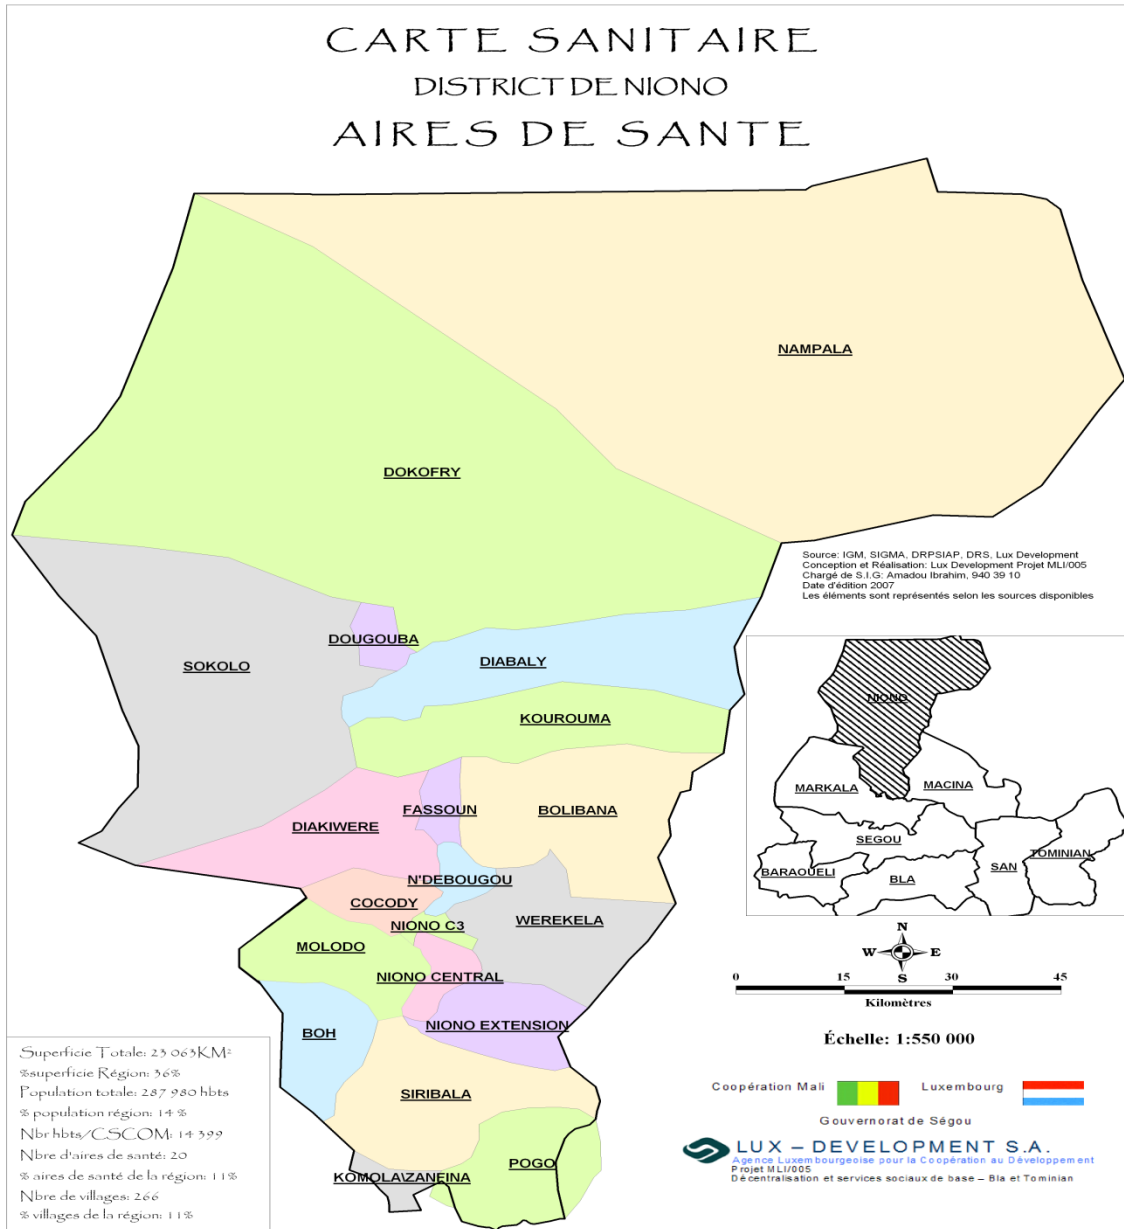 CARTE SANITAIRE
DISTRICT DE NIONO
AIRES DE SANTE
NAMPALA
DOKOFRY
Source: IGM, SIGMA, DRPSIAP, DRS, Lux Development
Conception et Réalisation: Lux Development Projet MLI/005
Chargé de S.I.G: Amadou Ibrahim, 940 39 10
Date d'édition 2007
Les éléments sont représentés selon les sources disponibles
DOUGOUBA
SOKOLO
DIABALY
KOUROUMA
FASSOUN
BOLIBANA
DIAKIWERE
N'DEBOUGOU
COCODY
WEREKELA
NIONO C3
MOLODO
NIONO CENTRAL
NIONO EXTENSION
BOH
SIRIBALA
POGO
KOMOLA\ZANFINA
NIONO
MARKALA
MACINA
SEGOU
TOMINIAN
BARAOUELI
BLA
SAN
N
W
E
S
0 15 30 45
Kilomètres
Échelle: 1:550 000
Superficie Totale: 23 063KM²
%superficie Région: 36%
Population totale: 287 980 hbts
% population région: 14 %
Nbr hbts/CSCOM: 14 399
Nbre d'aires de santé: 20
% aires de santé de la région: 11%
Nbre de villages: 266
% villages de la région: 11%
Coopération Mali Luxembourg
Gouvernorat de Ségou
LUX – DEVELOPMENT S.A.
Agence Luxembourgeoise pour la Coopération au Développement
Projet MLI/005
Décentralisation et services sociaux de base – Bla et Tominian